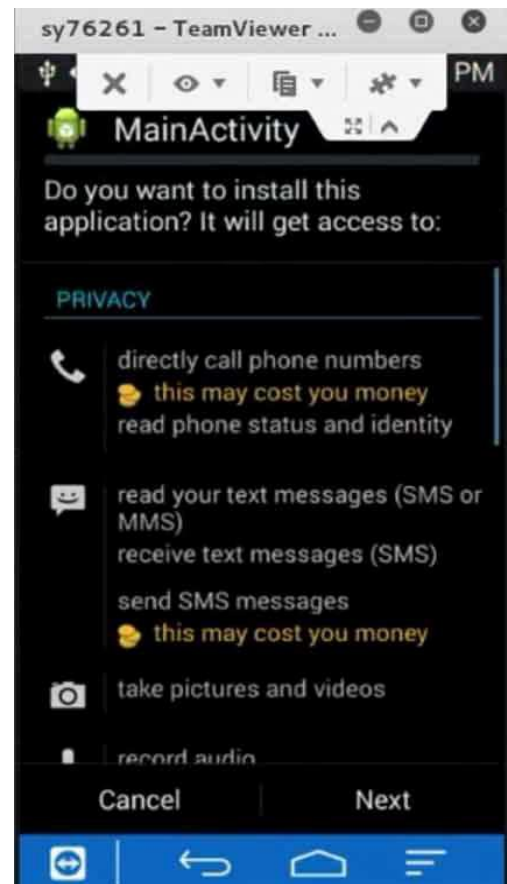 sy76261 - TeamViewer ...
PM
MainActivity
Do you want to install this
application? It will get access to:
PRIVACY
directly call phone numbers
this may cost you money
read phone status and identity
read your text messages (SMS or
MMS)
receive text messages (SMS)
send SMS messages
this may cost you money
take pictures and videos
record audio
Cancel
Next